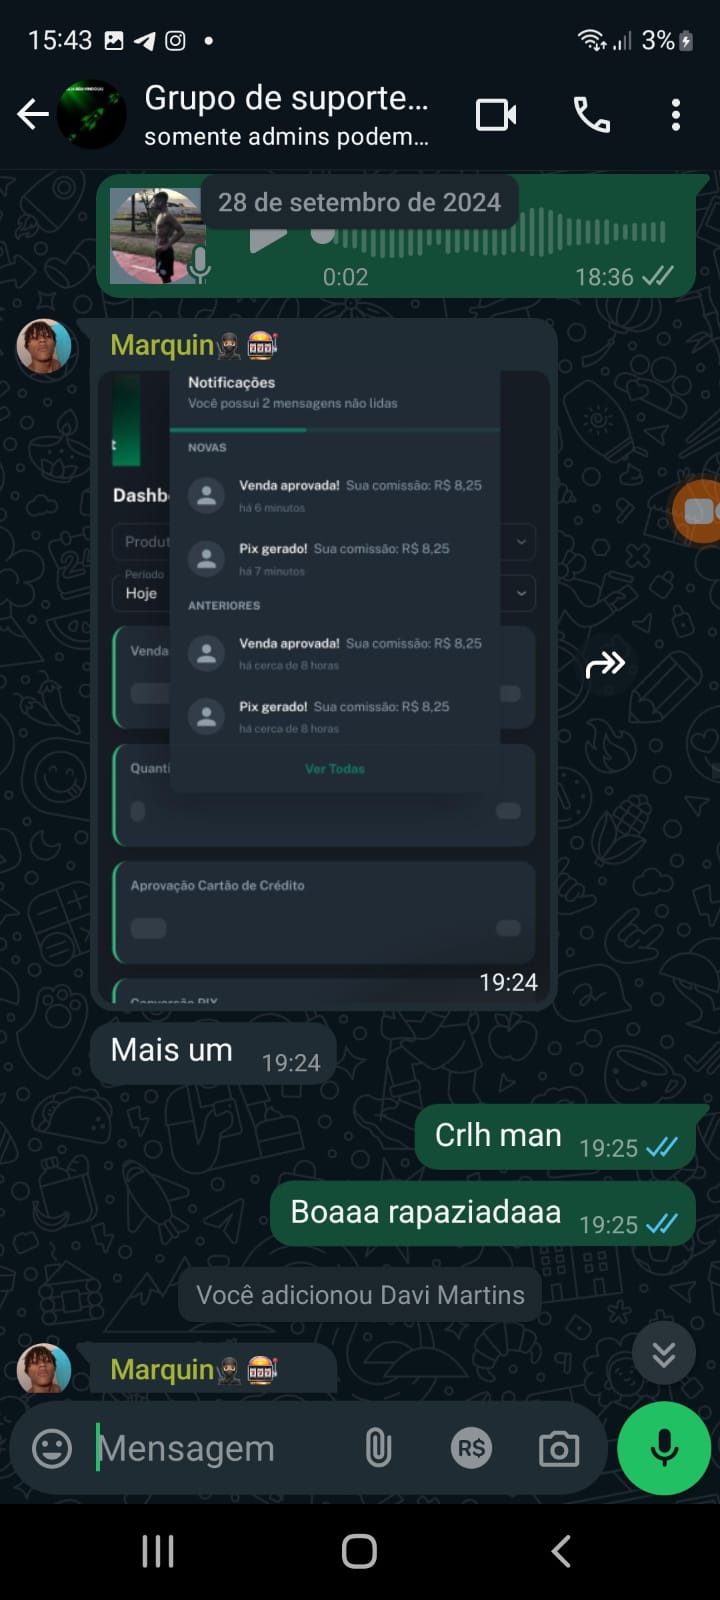 15:43
3%
Grupo de suporte...
somente admins podem...
28 de setembro de 2024
0:02
18:36
Marquin
Notificações
Você possui 2 mensagens não lidas
NOVAS
Dashb
Venda aprovada! Sua comissão: R$ 8,25
há 6 minutos
Produt
Pix gerado! Sua comissão: R$ 8,25
há 7 minutos
Período
Hoje
ANTERIORES
Venda
Venda aprovada! Sua comissão: R$ 8,25
há cerca de 8 horas
Pix gerado! Sua comissão: R$ 8,25
há cerca de 8 horas
Quanti
Ver Todas
Aprovação Cartão de Crédito
19:24
Conversão PIX
Mais um
19:24
Crlh man
19:25
Boaaa rapaziadaaa
19:25
Você adicionou Davi Martins
Marquin
Mensagem
R$